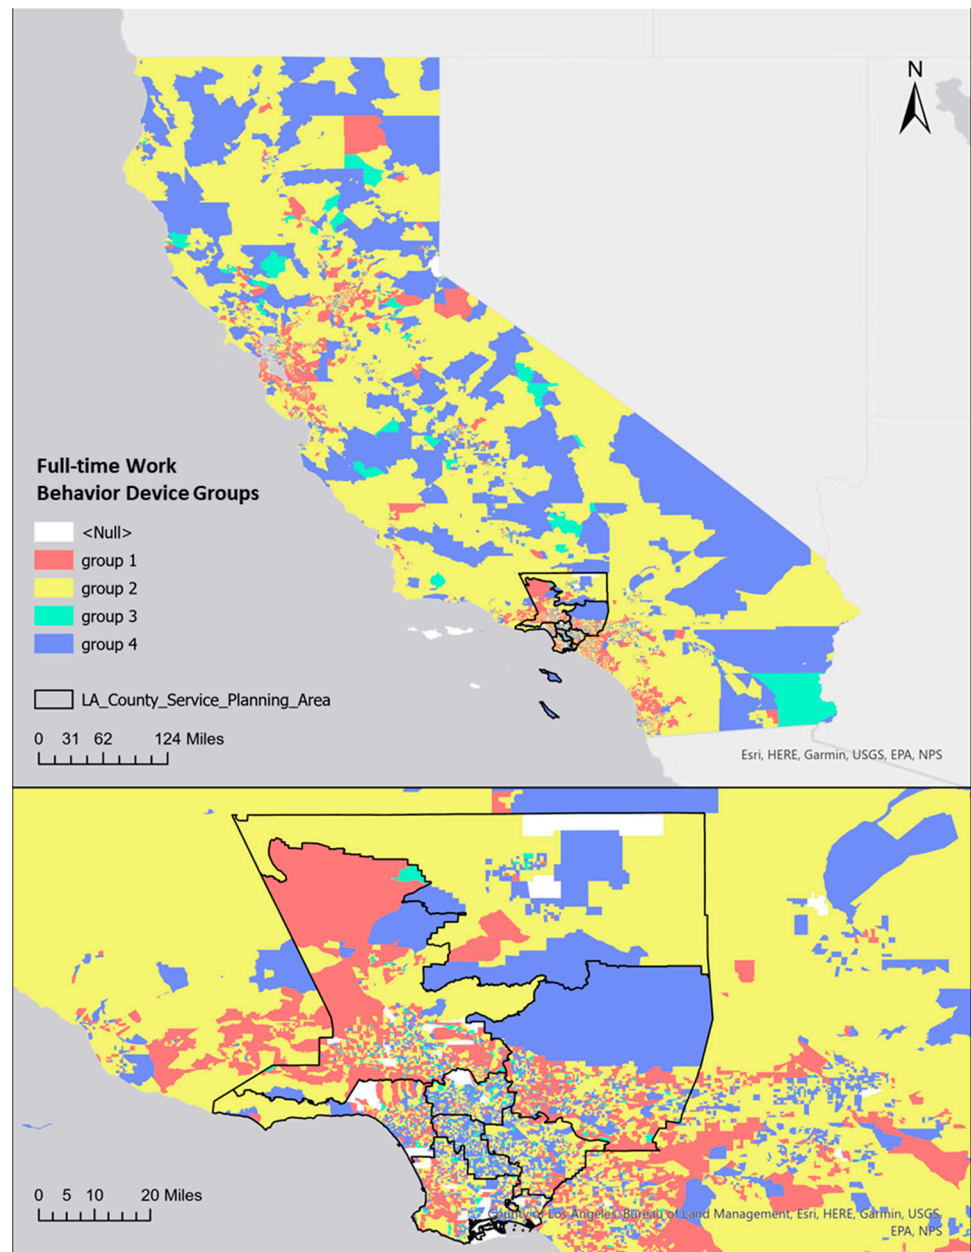 N
Full-time Work
Behavior Device Groups
<Null>
group 1
group 2
group 3
group 4
LA_County_Service_Planning_Area
0 31 62 124 Miles
Esri, HERE, Garmin, USGS, EPA, NPS
0 5 10 20 Miles
County of Los Angeles, Bureau of Land Management, Esri, HERE, Garmin, USGS,
EPA, NPS